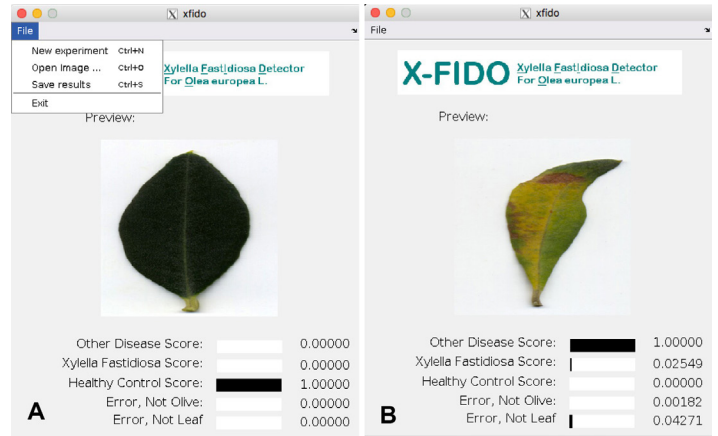 xfido
File
New experiment Ctrl+N
Open Image ... Ctrl+O
Save results Ctrl+S
Exit
Xylella Fastidiosa Detector
For Olea europea L.
Preview:
Other Disease Score: 0.00000
Xylella Fastidiosa Score: 0.00000
Healthy Control Score: 1.00000
Error, Not Olive: 0.00000
Error, Not Leaf 0.00000
A
xfido
File
X-FIDO Xylella Fastidiosa Detector
For Olea europea L.
Preview:
Other Disease Score: 1.00000
Xylella Fastidiosa Score: 0.02549
Healthy Control Score: 0.00000
Error, Not Olive: 0.00182
Error, Not Leaf 0.04271
B